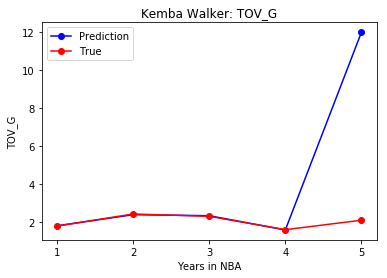 Kemba Walker: TOV_G
Prediction
True
12
10
8
6
4
2
TOV_G
1 2 3 4 5
Years in NBA